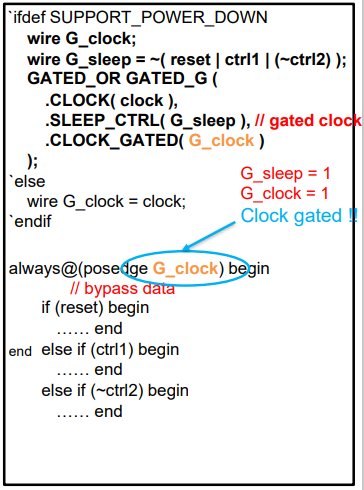 `ifdef SUPPORT_POWER_DOWN
wire G_clock;
wire G_sleep = ~( reset | ctrl1 | (~ctrl2) );
GATED_OR GATED_G (
.CLOCK( clock ),
.SLEEP_CTRL( G_sleep ), // gated clock
.CLOCK_GATED( G_clock )
);
`else
wire G_clock = clock;
`endif
G_sleep = 1
G_clock = 1
Clock gated !!
always@(posedge G_clock) begin
// bypass data
if (reset) begin
…… end
end else if (ctrl1) begin
…… end
else if (~ctrl2) begin
…… end